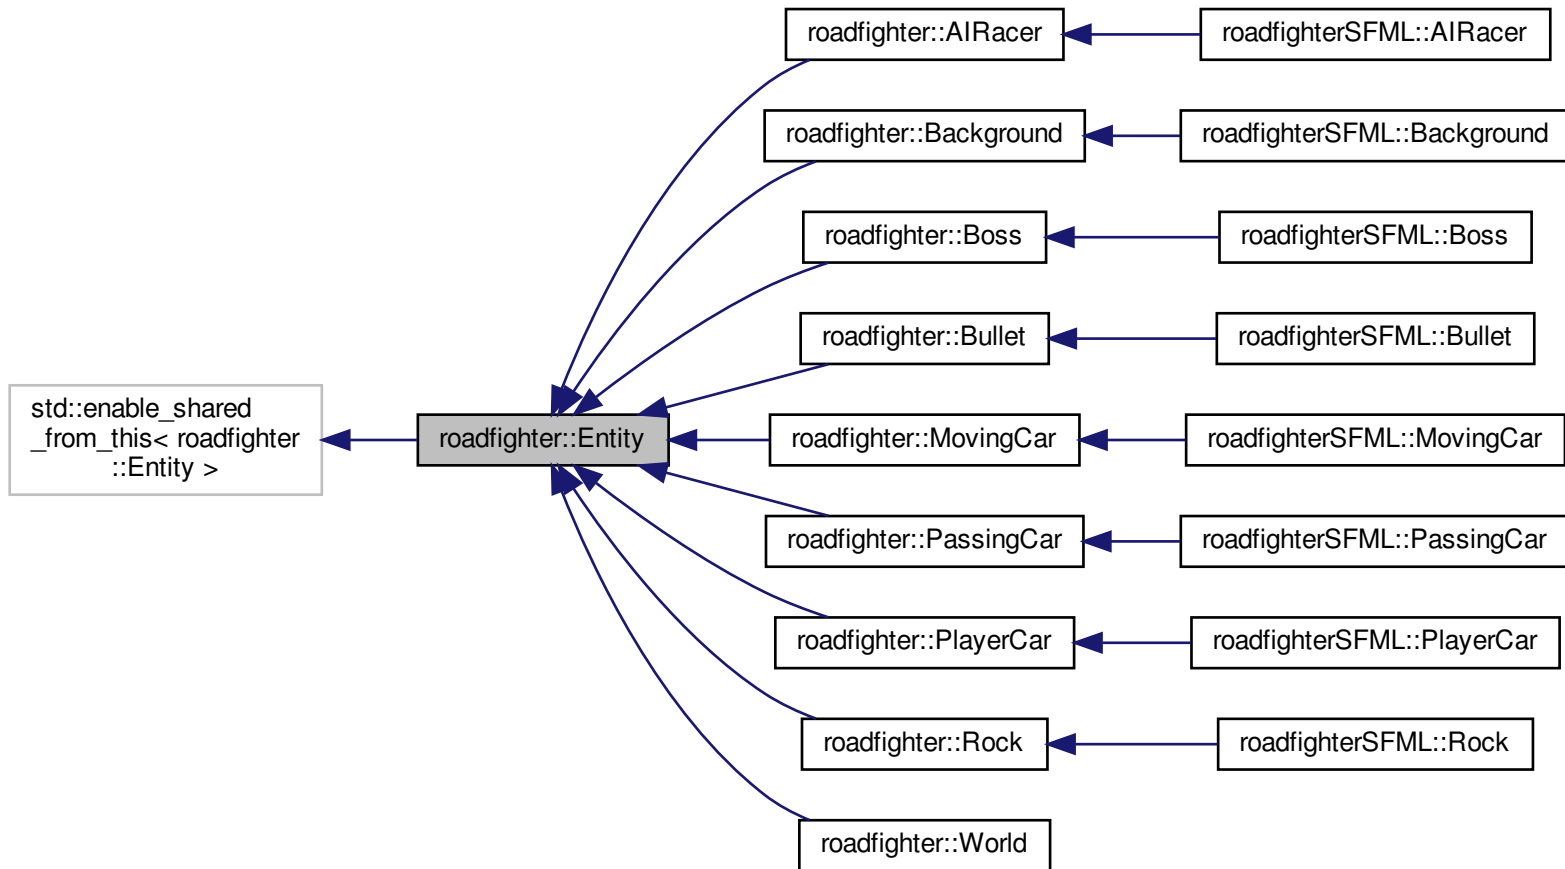 std::enable_shared
_from_this< roadfighter
::Entity >
roadfighter::Entity
roadfighter::AIRacer
roadfighterSFML::AIRacer
roadfighter::Background
roadfighterSFML::Background
roadfighter::Boss
roadfighterSFML::Boss
roadfighter::Bullet
roadfighterSFML::Bullet
roadfighter::MovingCar
roadfighterSFML::MovingCar
roadfighter::PassingCar
roadfighterSFML::PassingCar
roadfighter::PlayerCar
roadfighterSFML::PlayerCar
roadfighter::Rock
roadfighterSFML::Rock
roadfighter::World